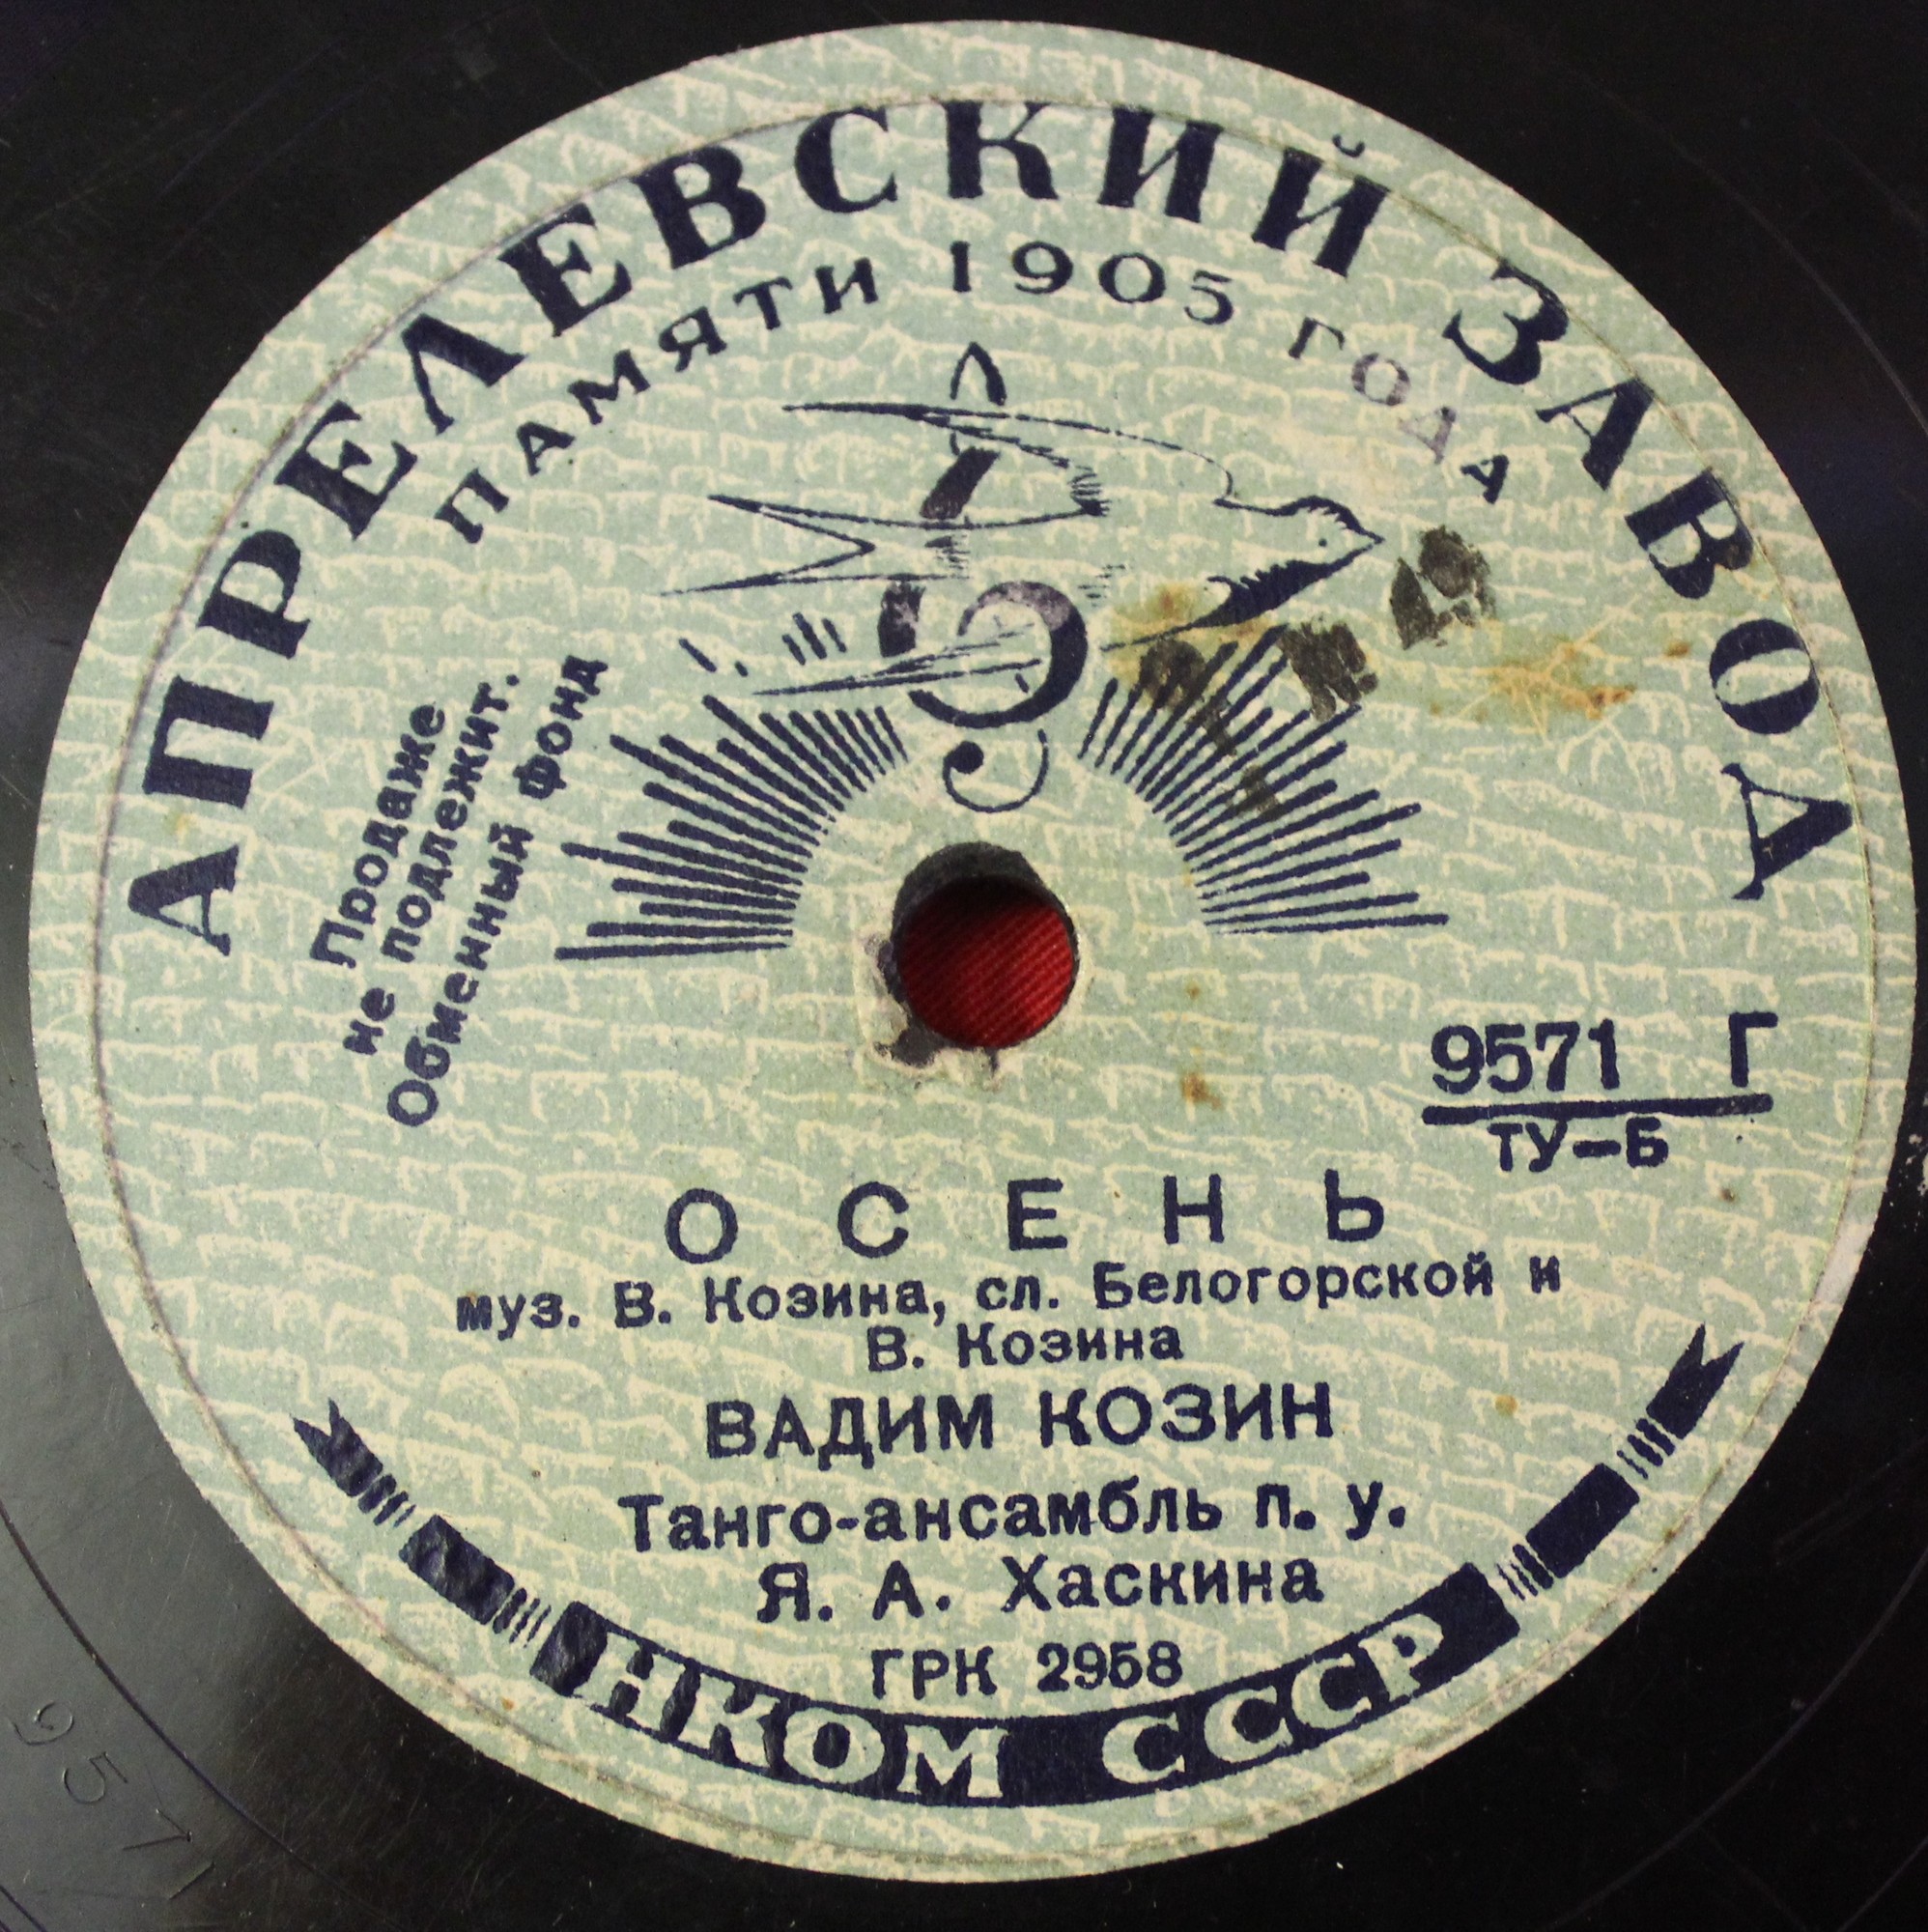 АПРЕЛЕВСКИЙ ЗАВОД
ПАМЯТИ 1905 ГОДА
Продаже
не подлежит.
Обменный фонд
9571 Г
ТУ-Б
ОСЕНЬ
муз. В. Козина, сл. Белогорской и
В. Козина
ВАДИМ КОЗИН
Танго-ансамбль п. у.
Я. А. Хаскина
ГРК 2958
НКОМ СССР
9571